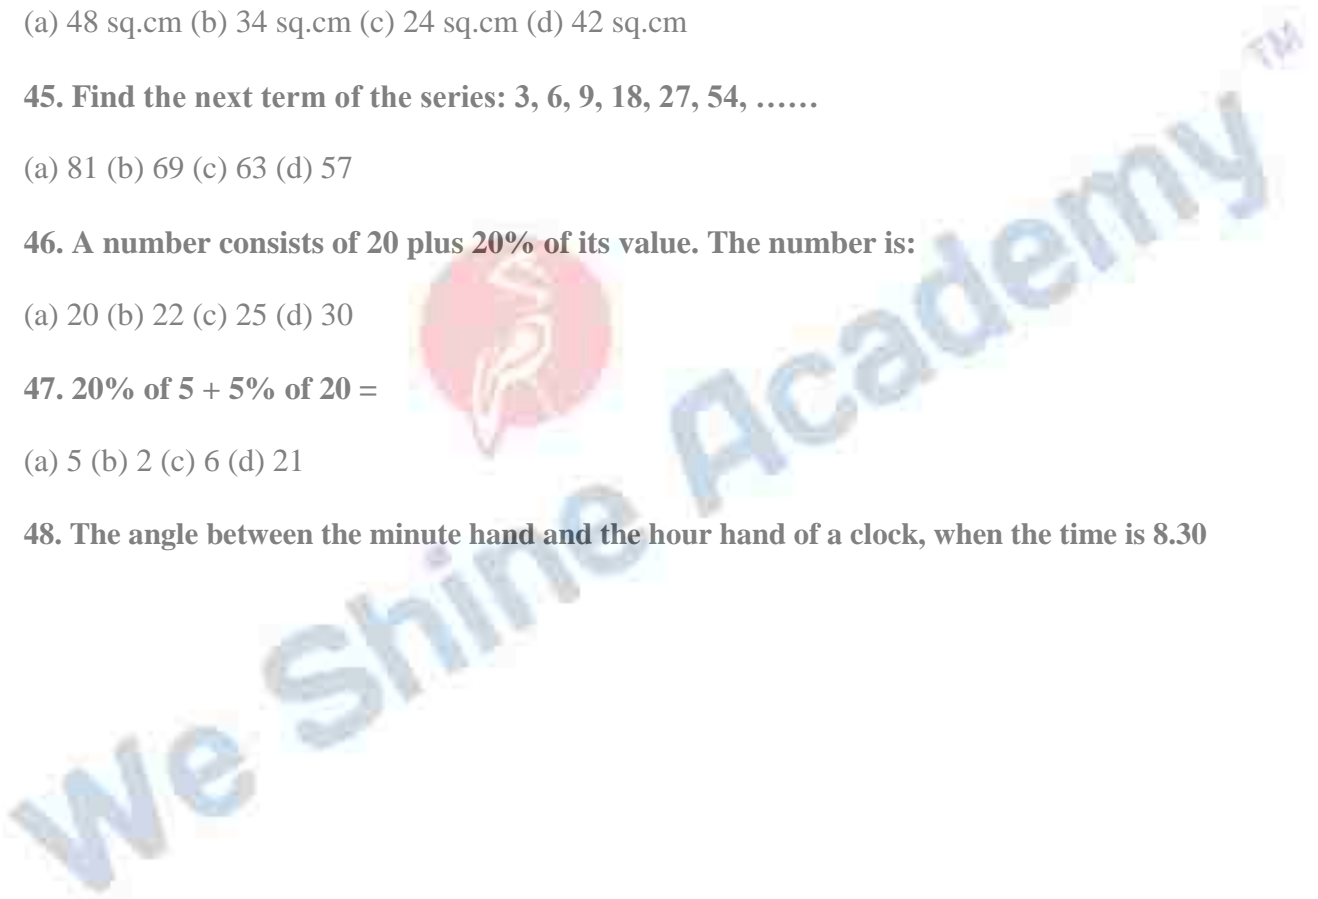 (a) 48 sq.cm (b) 34 sq.cm (c) 24 sq.cm (d) 42 sq.cm
45. Find the next term of the series: 3, 6, 9, 18, 27, 54, ……
(a) 81 (b) 69 (c) 63 (d) 57
46. A number consists of 20 plus 20% of its value. The number is:
(a) 20 (b) 22 (c) 25 (d) 30
47. 20% of 5 + 5% of 20 =
(a) 5 (b) 2 (c) 6 (d) 21
48. The angle between the minute hand and the hour hand of a clock, when the time is 8.30
We Shine Academy TM